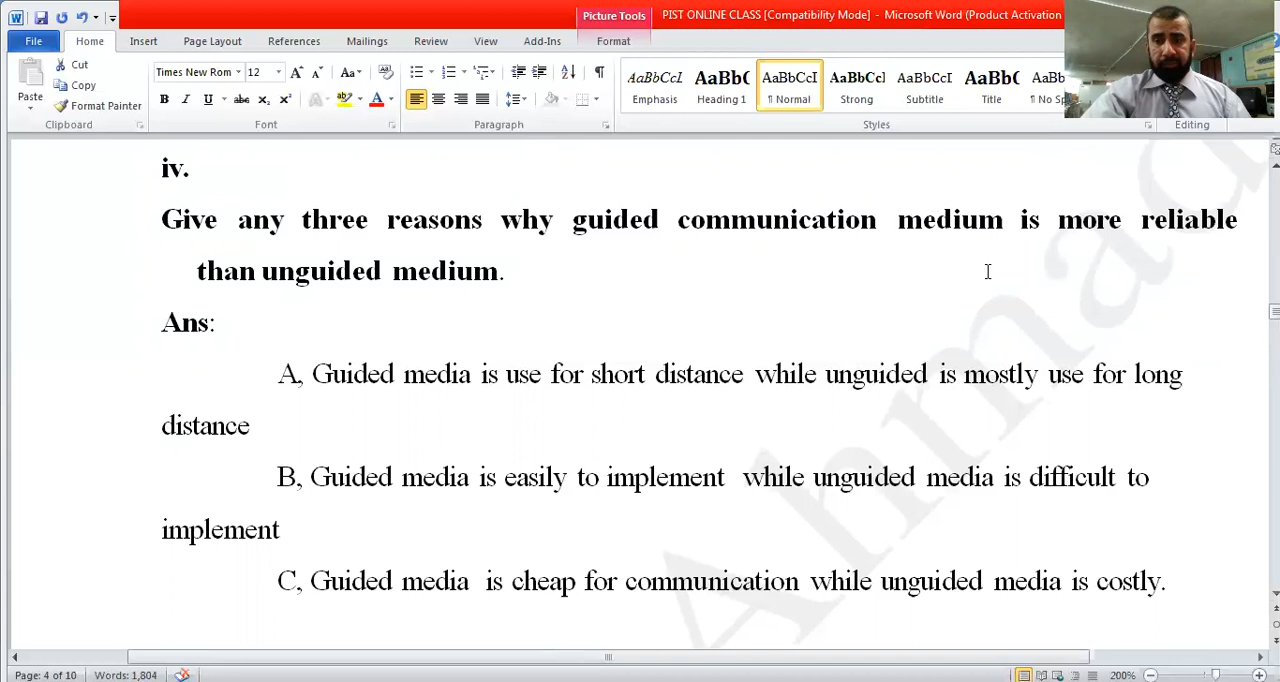 Picture Tools
PIST ONLINE CLASS [Compatibility Mode] - Microsoft Word (Product Activation
File Home Insert Page Layout References Mailings Review View Add-Ins Format
Cut
Copy
Format Painter
Paste
Clipboard
Times New Rom 12
Font
Paragraph
AaBbCcL AaBb( AaBbCcI AaBbCcl AaBbCcI AaBb( AaBb
Emphasis Heading 1 ¶ Normal Strong Subtitle Title ¶ No Sp
Styles
Editing
iv.
Give any three reasons why guided communication medium is more reliable
than unguided medium.
Ans:
A, Guided media is use for short distance while unguided is mostly use for long
distance
B, Guided media is easily to implement while unguided media is difficult to
implement
C, Guided media is cheap for communication while unguided media is costly.
Ahmad
Page: 4 of 10 Words: 1,804 200%